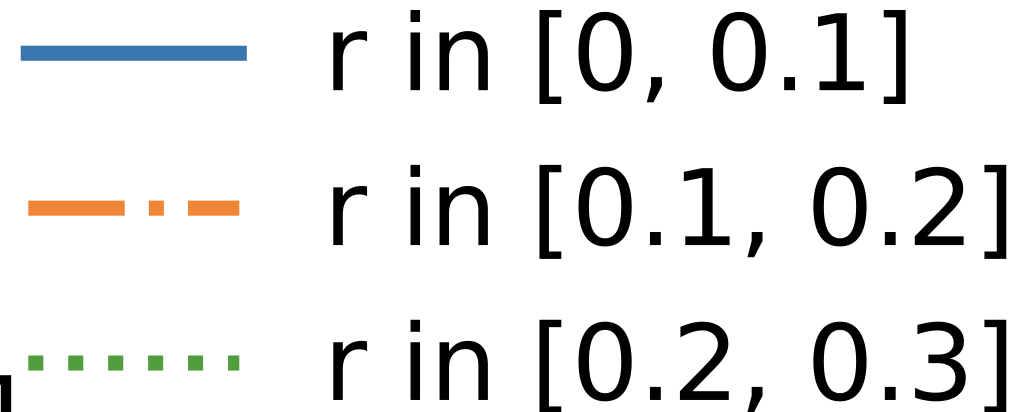 r in [0, 0.1]
r in [0.1, 0.2]
r in [0.2, 0.3]